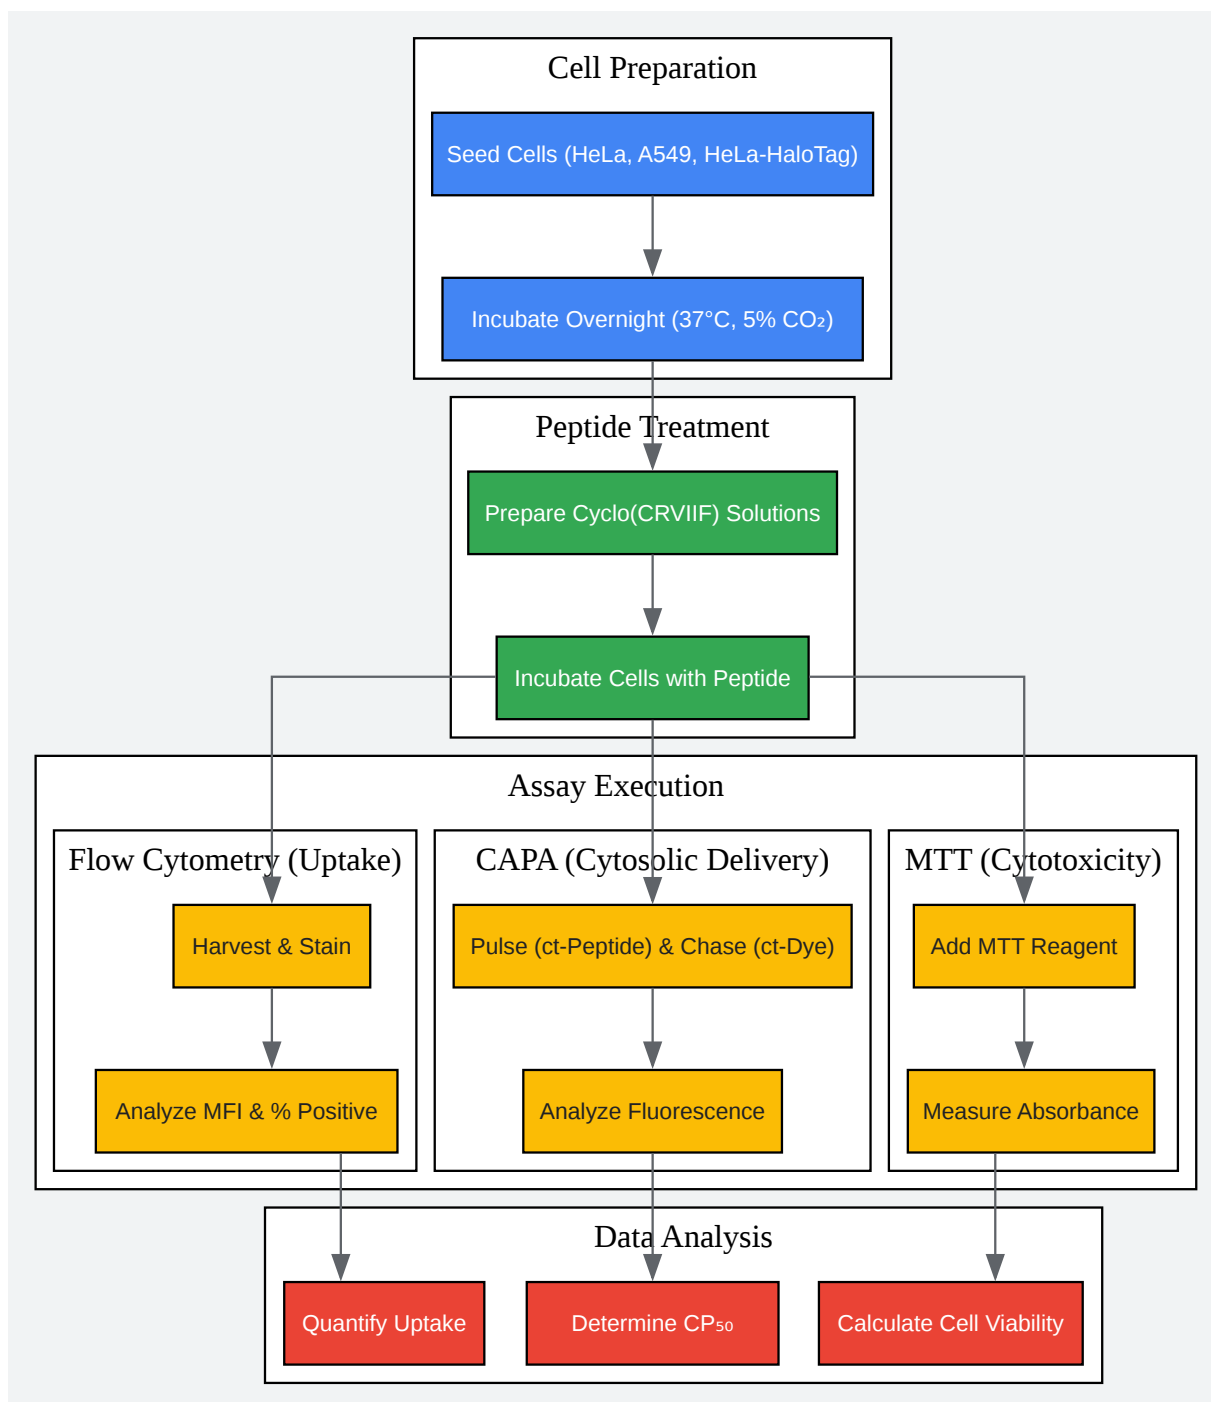 Cell Preparation
Seed Cells (HeLa, A549, HeLa-HaloTag)
Incubate Overnight (37°C, 5% CO₂)
Peptide Treatment
Prepare Cyclo(CRVIIF) Solutions
Incubate Cells with Peptide
Assay Execution
Flow Cytometry (Uptake)
Harvest & Stain
Analyze MFI & % Positive
CAPA (Cytosolic Delivery)
Pulse (ct-Peptide) & Chase (ct-Dye)
Analyze Fluorescence
MTT (Cytotoxicity)
Add MTT Reagent
Measure Absorbance
Data Analysis
Quantify Uptake
Determine CP₅₀
Calculate Cell Viability